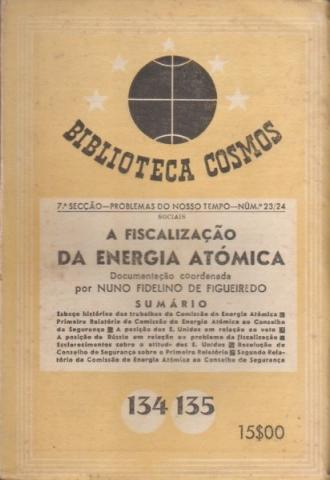 BIBLIOTECA COSMOS
7.ª SECÇÃO—PROBLEMAS DO NOSSO TEMPO—NÚM.º 23/24
SOCIAIS
A FISCALIZAÇÃO
DA ENERGIA ATÓMICA
Documentação coordenada
por NUNO FIDELINO DE FIGUEIREDO
SUMÁRIO
Esboço histórico dos trabalhos da Comissão de Energia Atómica
Primeiro Relatório da Comissão de Energia Atómica ao Conselho
da Segurança A posição dos E. Unidos em relação ao veto
A posição da Rússia em relação ao problema da fiscalização
Esclarecimentos sobre a atitude dos E. Unidos Resolução do
Conselho de Segurança sobre o Primeiro Relatório Segundo Rela-
tório da Comissão de Energia Atómica ao Conselho de Segurança
134 135
15$00